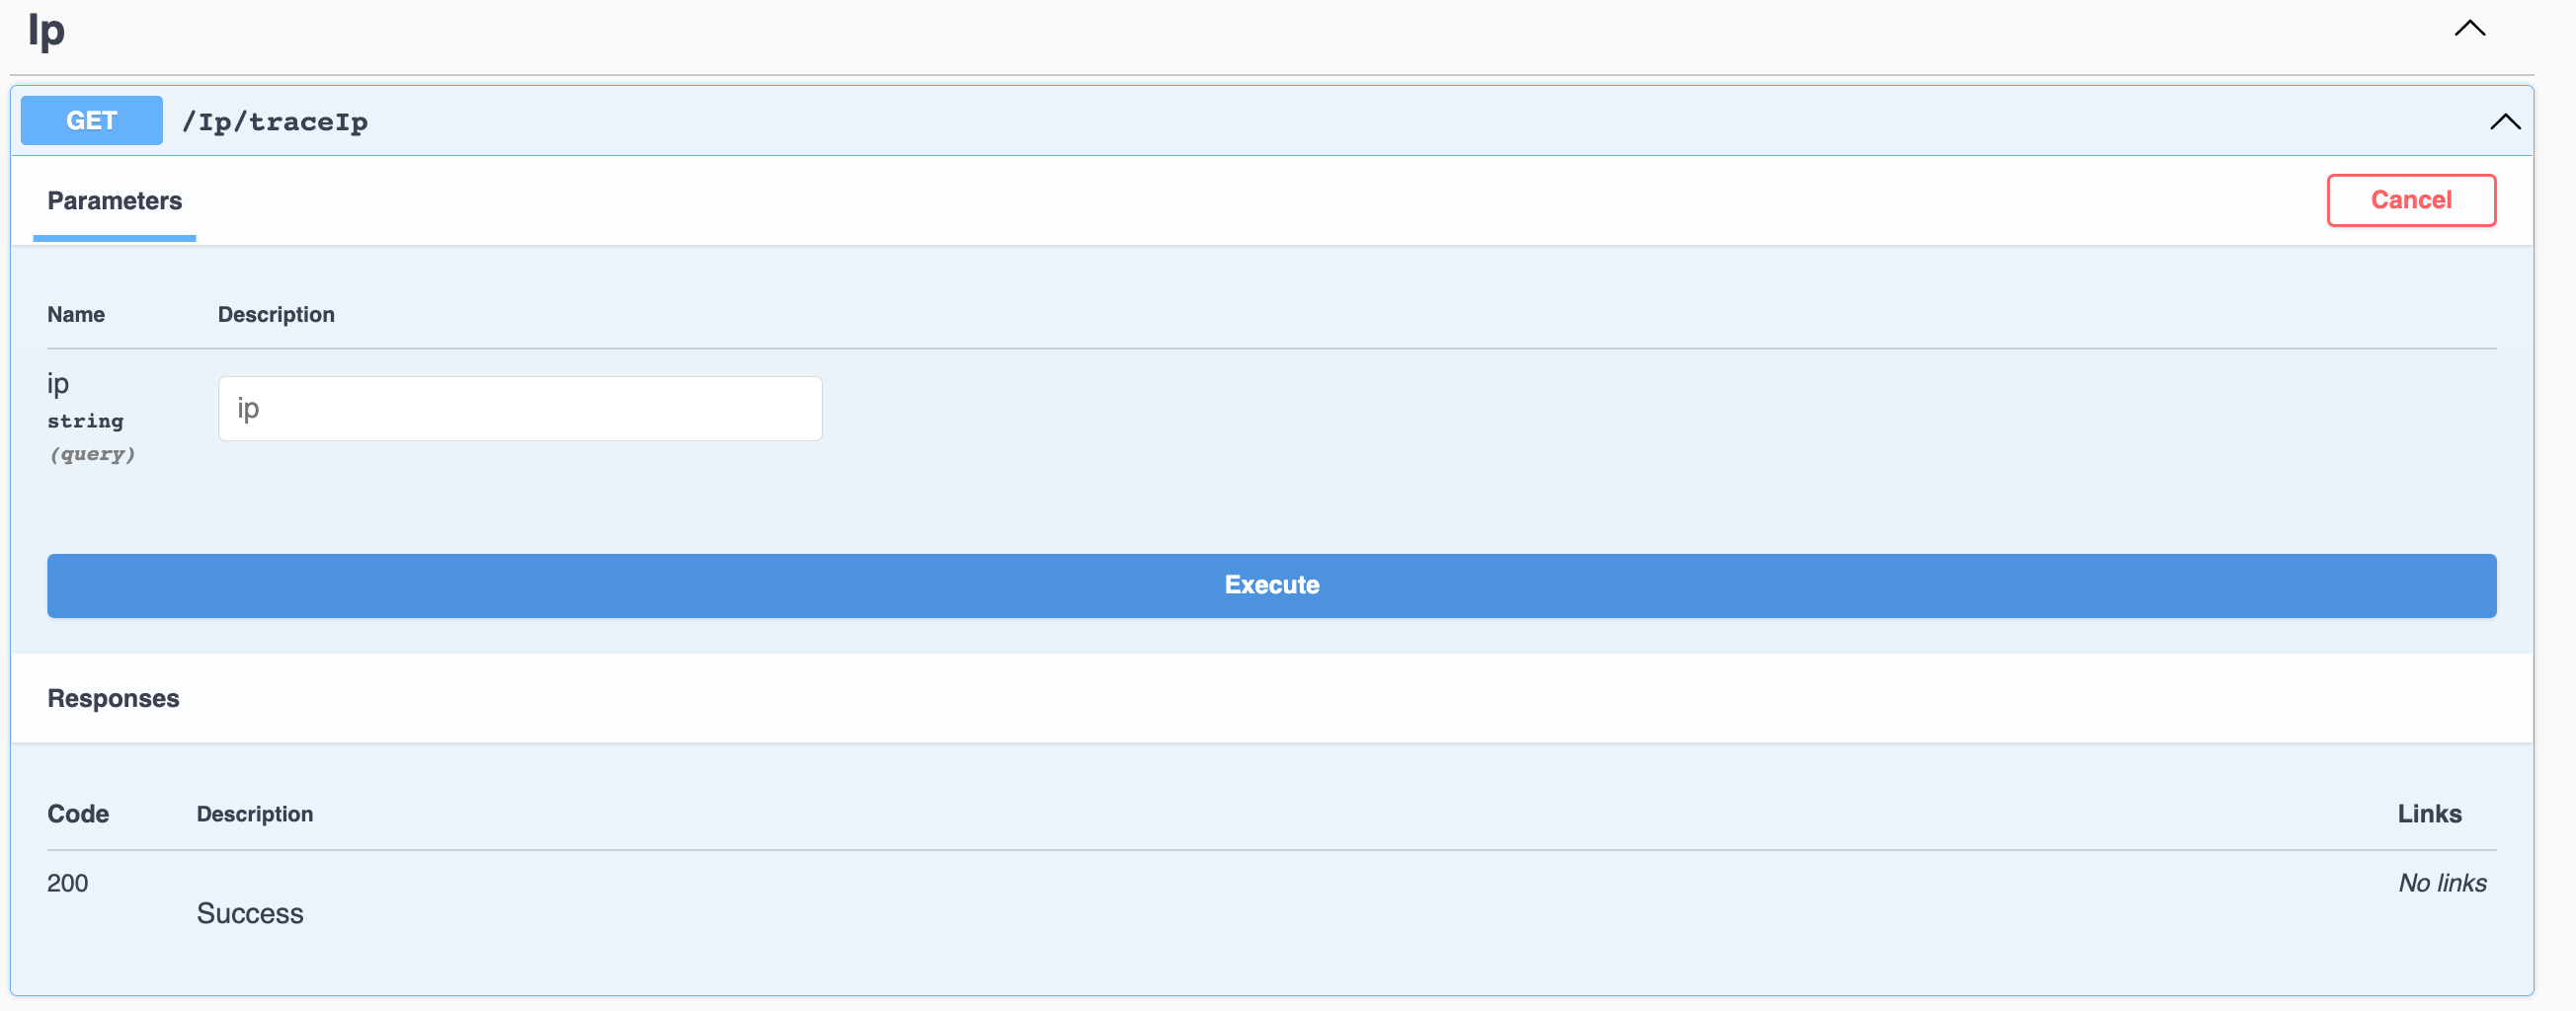 Ip
GET /Ip/traceIp
Parameters
Cancel
Name Description
ip
string
(query)
ip
Execute
Responses
Code Description Links
200
Success
No links